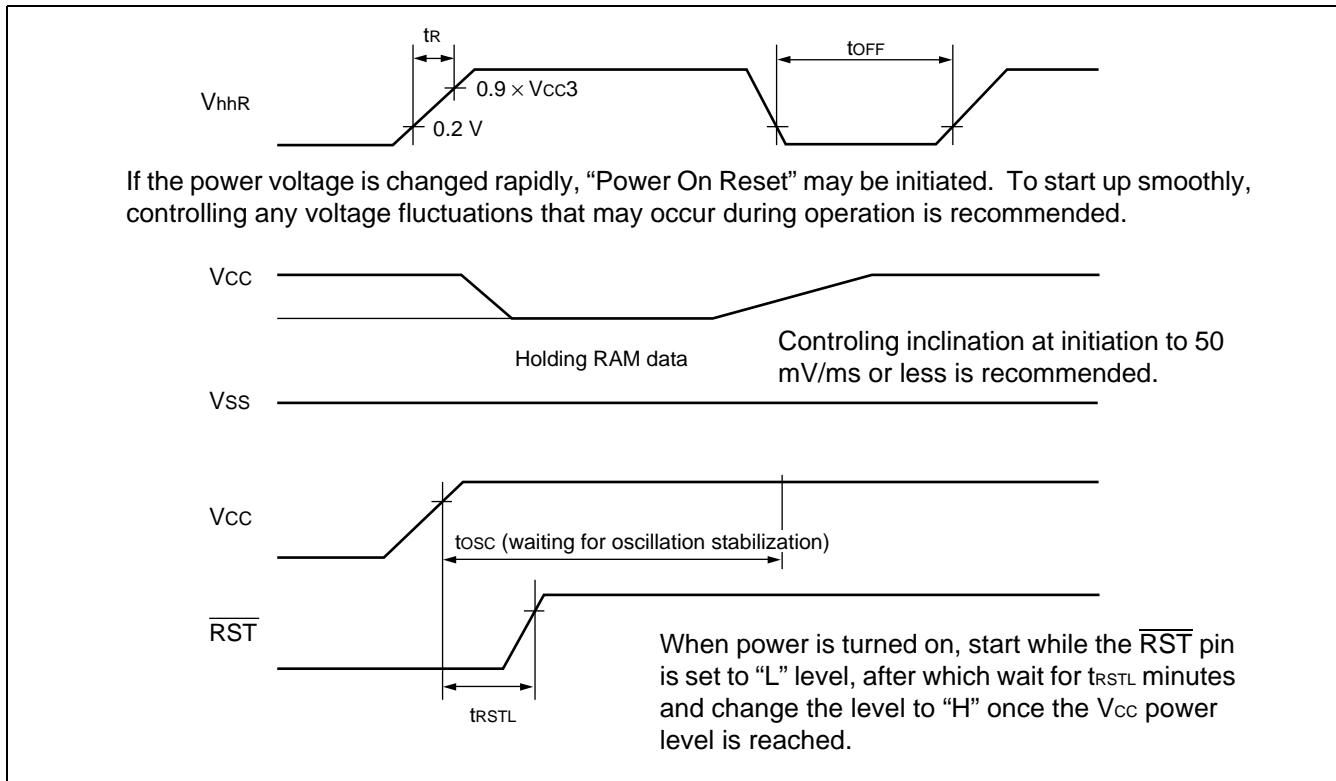 tR
tOFF
VhhR
0.9 × VCC3
0.2 V
If the power voltage is changed rapidly, “Power On Reset” may be initiated. To start up smoothly,
controlling any voltage fluctuations that may occur during operation is recommended.
VCC
Holding RAM data
Controling inclination at initiation to 50
mV/ms or less is recommended.
VSS
VCC
tOSC (waiting for oscillation stabilization)
RST
When power is turned on, start while the RST pin
is set to “L” level, after which wait for tRSTL minutes
and change the level to “H” once the VCC power
level is reached.
tRSTL